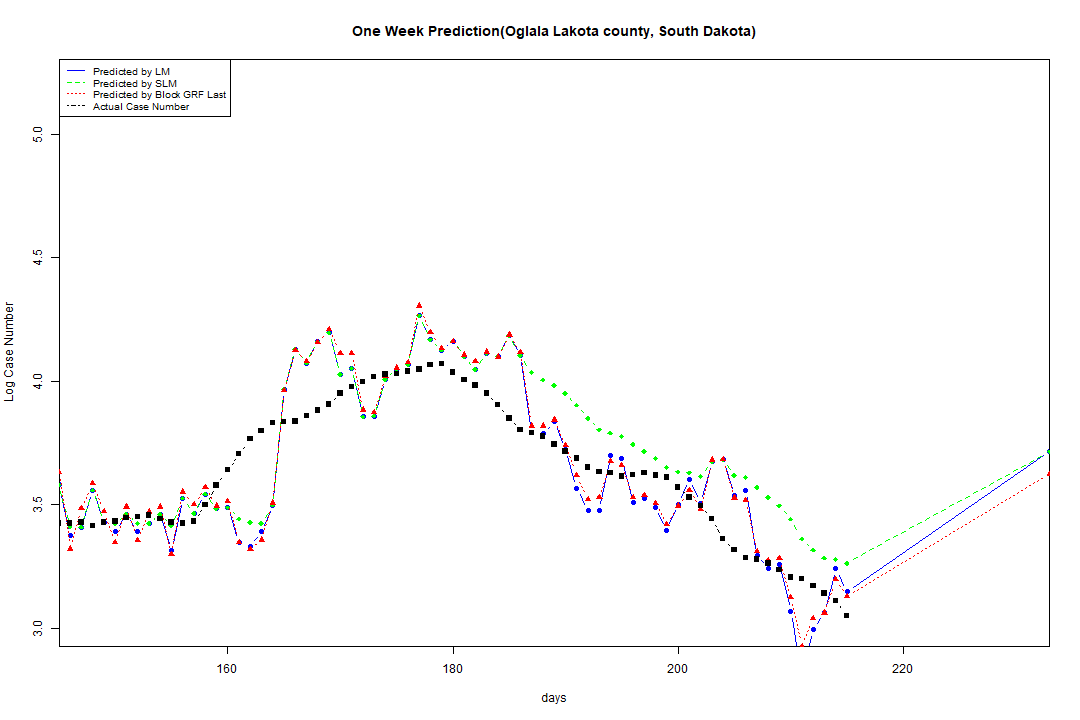 One Week Prediction(Oglala Lakota county, South Dakota)
Predicted by LM
Predicted by SLM
Predicted by Block GRF Last
Actual Case Number
5.0
4.5
4.0
3.5
3.0
Log Case Number
160 180 200 220
days